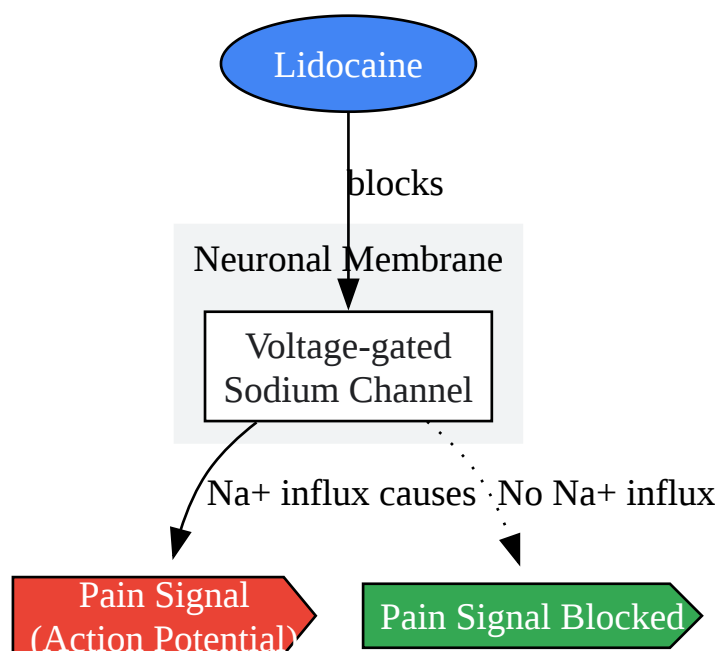 Lidocaine
blocks
Neuronal Membrane
Voltage-gated
Sodium Channel
Na+ influx causes
No Na+ influx
Pain Signal
(Action Potential)
Pain Signal Blocked